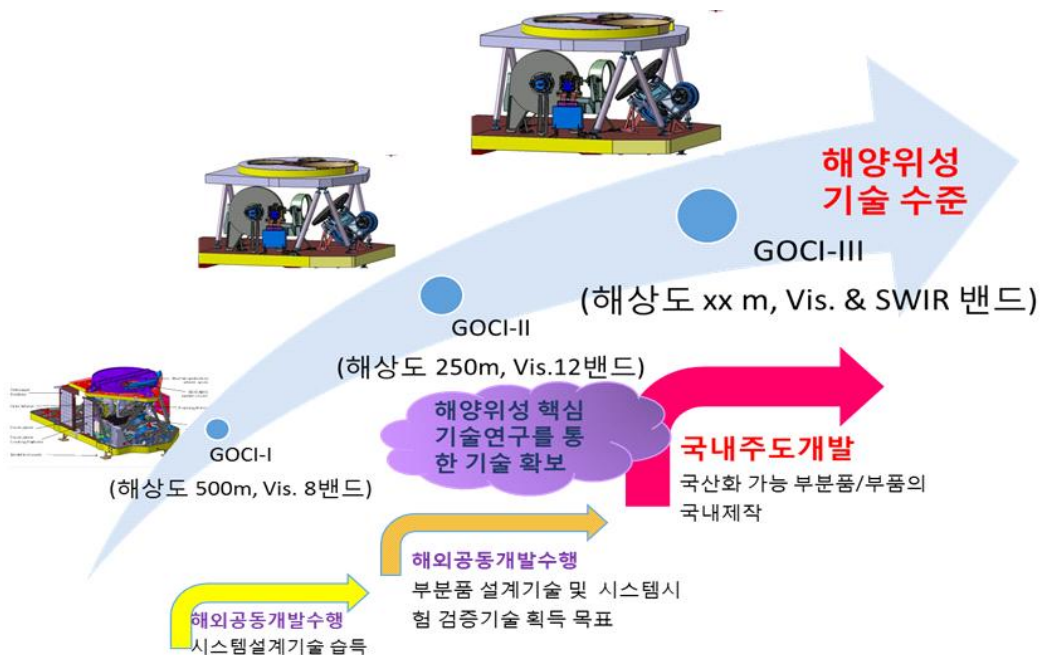 해양위성
기술 수준
GOCI-III
(해상도 xx m, Vis. & SWIR 밴드)
GOCI-II
(해상도 250m, Vis.12밴드)
GOCI-I
(해상도 500m, Vis. 8밴드)
해양위성 핵심
기술연구를 통
한 기술 확보
국내주도개발
국산화 가능 부분품/부품의
국내제작
해외공동개발수행
부분품 설계기술 및 시스템시
험 검증기술 획득 목표
해외공동개발수행
시스템설계기술 습득